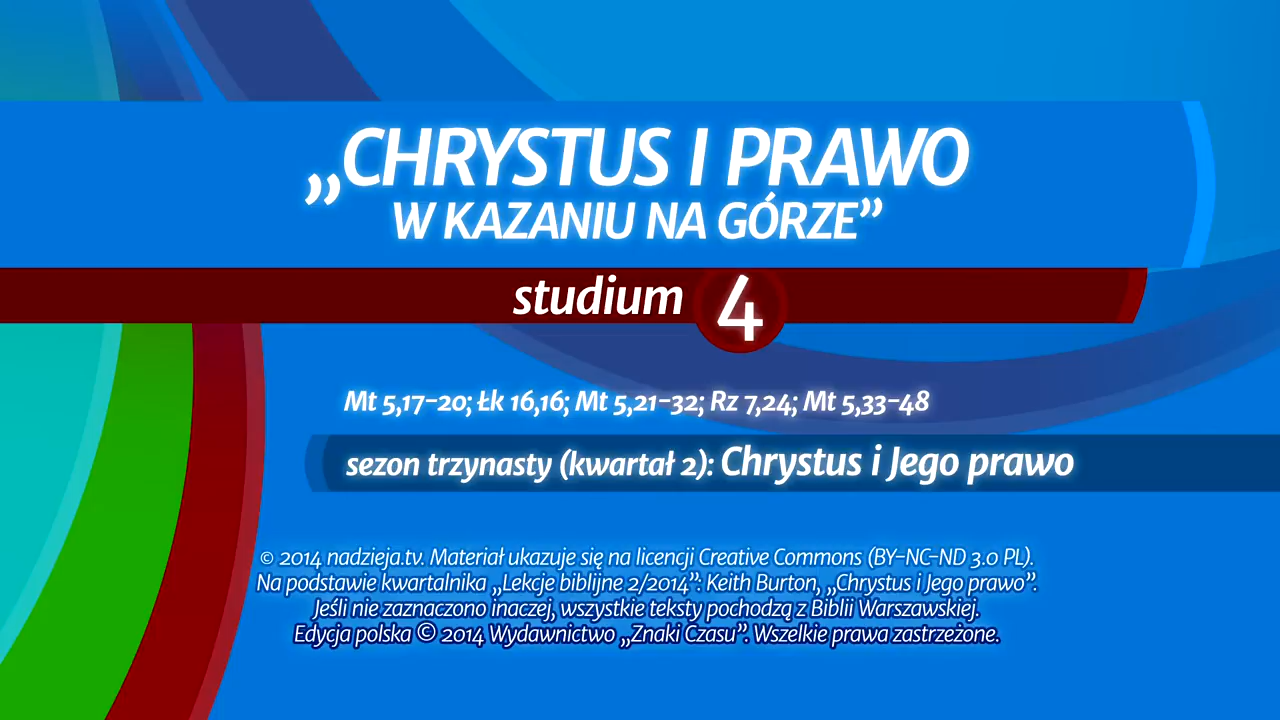 „CHRYSTUS I PRAWO
W KAZANIU NA GÓRZE”
studium 4
Mt 5,17–20; Łk 16,16; Mt 5,21–32; Rz 7,24; Mt 5,33–48
sezon trzynasty (kwartał 2): Chrystus i Jego prawo
© 2014 nadzieja.tv. Materiał ukazuje się na licencji Creative Commons (BY–NC–ND 3.0 PL).
Na podstawie kwartalnika „Lekcje biblijne 2/2014”: Keith Burton, „Chrystus i Jego prawo”.
Jeśli nie zaznaczono inaczej, wszystkie teksty pochodzą z Biblii Warszawskiej.
Edycja polska © 2014 Wydawnictwo „Znaki Czasu”. Wszelkie prawa zastrzeżone.